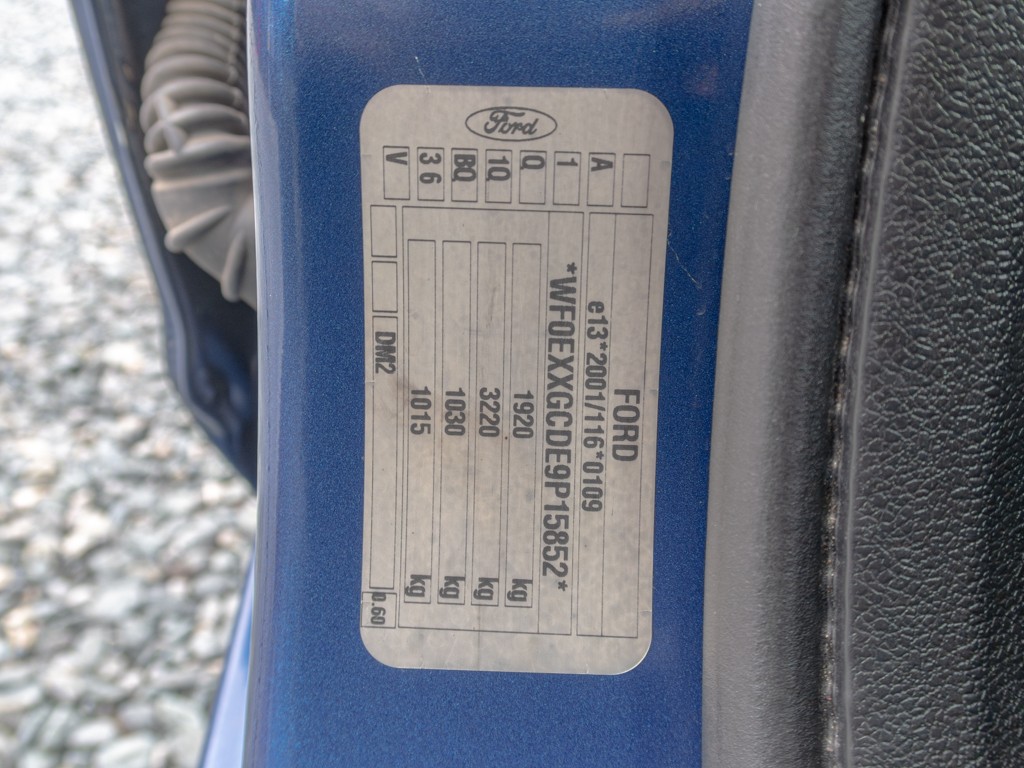 Ford
FORD
e13*2001/116*0109
*WF0EXXGCDE9P15852*
1920 kg
3220 kg
1030 kg
1015 kg
DM2
0.60
A
1
Q
1Q
BQ
3 6
V